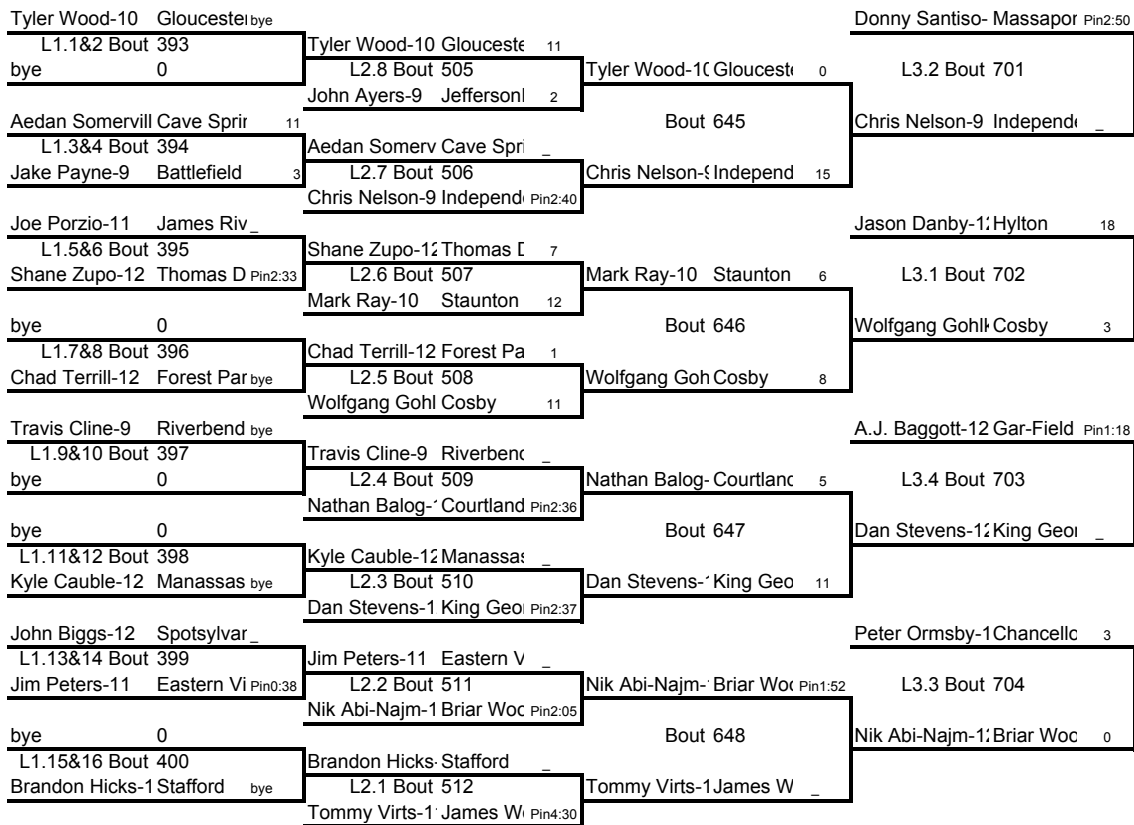 Tyler Wood-10 Glouceste bye
L1.1&2 Bout 393
bye 0
Aedan Somervill Cave Sprir 11
L1.3&4 Bout 394
Jake Payne-9 Battlefield 3
Joe Porzio-11 James Riv _
L1.5&6 Bout 395
Shane Zupo-12 Thomas D Pin2:33
bye 0
L1.7&8 Bout 396
Chad Terrill-12 Forest Par bye
Travis Cline-9 Riverbend bye
L1.9&10 Bout 397
bye 0
bye 0
L1.11&12 Bout 398
Kyle Cauble-12 Manassas bye
John Biggs-12 Spotsylvar _
L1.13&14 Bout 399
Jim Peters-11 Eastern Vi Pin0:38
bye 0
L1.15&16 Bout 400
Brandon Hicks-1 Stafford bye
Tyler Wood-10 Glouceste 11
L2.8 Bout 505
John Ayers-9 Jefferson 2
Aedan Somerv Cave Spri _
L2.7 Bout 506
Chris Nelson-9 Independ Pin2:40
Shane Zupo-12 Thomas D 7
L2.6 Bout 507
Mark Ray-10 Staunton 12
Chad Terrill-12 Forest Pa 1
L2.5 Bout 508
Wolfgang Gohl Cosby 11
Travis Cline-9 Riverbend _
L2.4 Bout 509
Nathan Balog- Courtland Pin2:36
Kyle Cauble-12 Manassas _
L2.3 Bout 510
Dan Stevens-1 King Geo Pin2:37
Jim Peters-11 Eastern V _
L2.2 Bout 511
Nik Abi-Najm-1 Briar Woo Pin2:05
Brandon Hicks- Stafford _
L2.1 Bout 512
Tommy Virts-1 James W Pin4:30
Tyler Wood-10 Glouceste 0
Bout 645
Chris Nelson-9 Independ 15
Mark Ray-10 Staunton 6
Bout 646
Wolfgang Goh Cosby 8
Nathan Balog- Courtland 5
Bout 647
Dan Stevens- King Geo 11
Nik Abi-Najm- Briar Woo Pin1:52
Bout 648
Tommy Virts-1 James W _
Donny Santiso- Massapor Pin2:50
L3.2 Bout 701
Chris Nelson-9 Independe _
Jason Danby-12 Hylton 18
L3.1 Bout 702
Wolfgang Gohl Cosby 3
A.J. Baggott-12 Gar-Field Pin1:18
L3.4 Bout 703
Dan Stevens-12 King Geor _
Peter Ormsby-1 Chancello 3
L3.3 Bout 704
Nik Abi-Najm-12 Briar Woo 0